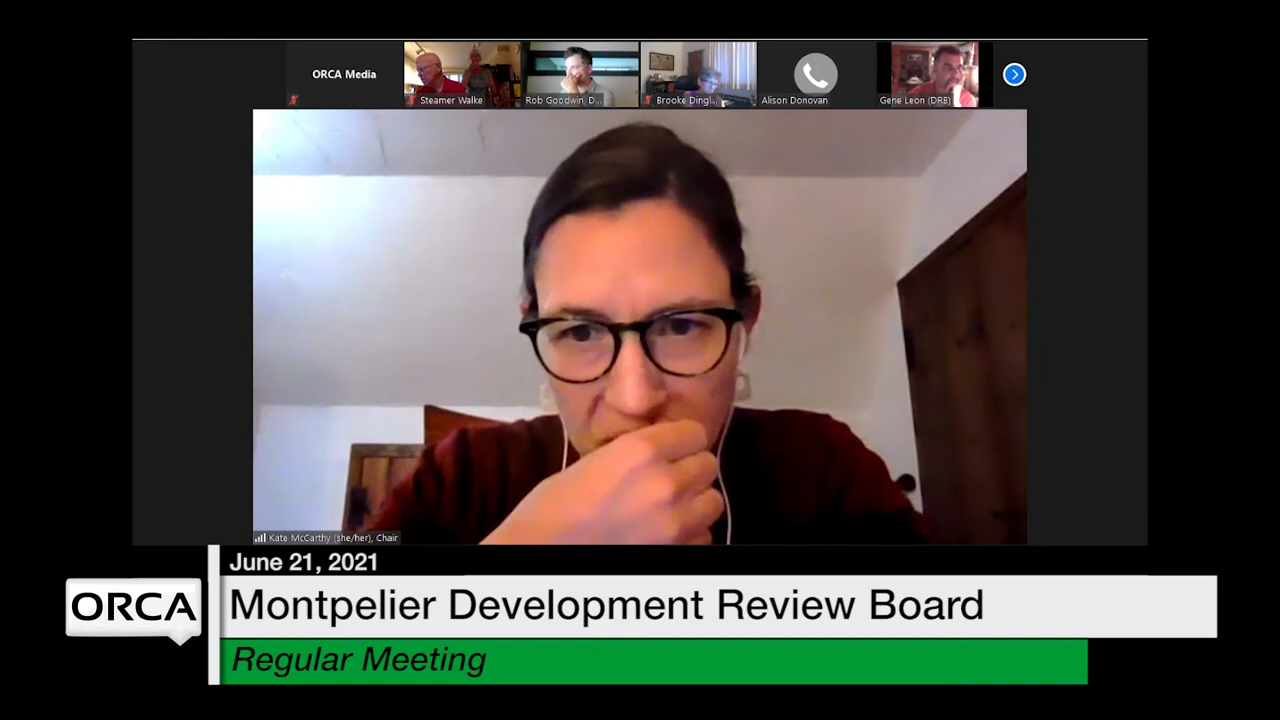 ORCA Media
Steamer Walke
Rob Goodwin, D...
Brooke Dingl...
Alison Donovan
Gene Leon (DRB)
Kate McCarthy (she/her), Chair
June 21, 2021
ORCA
Montpelier Development Review Board
Regular Meeting